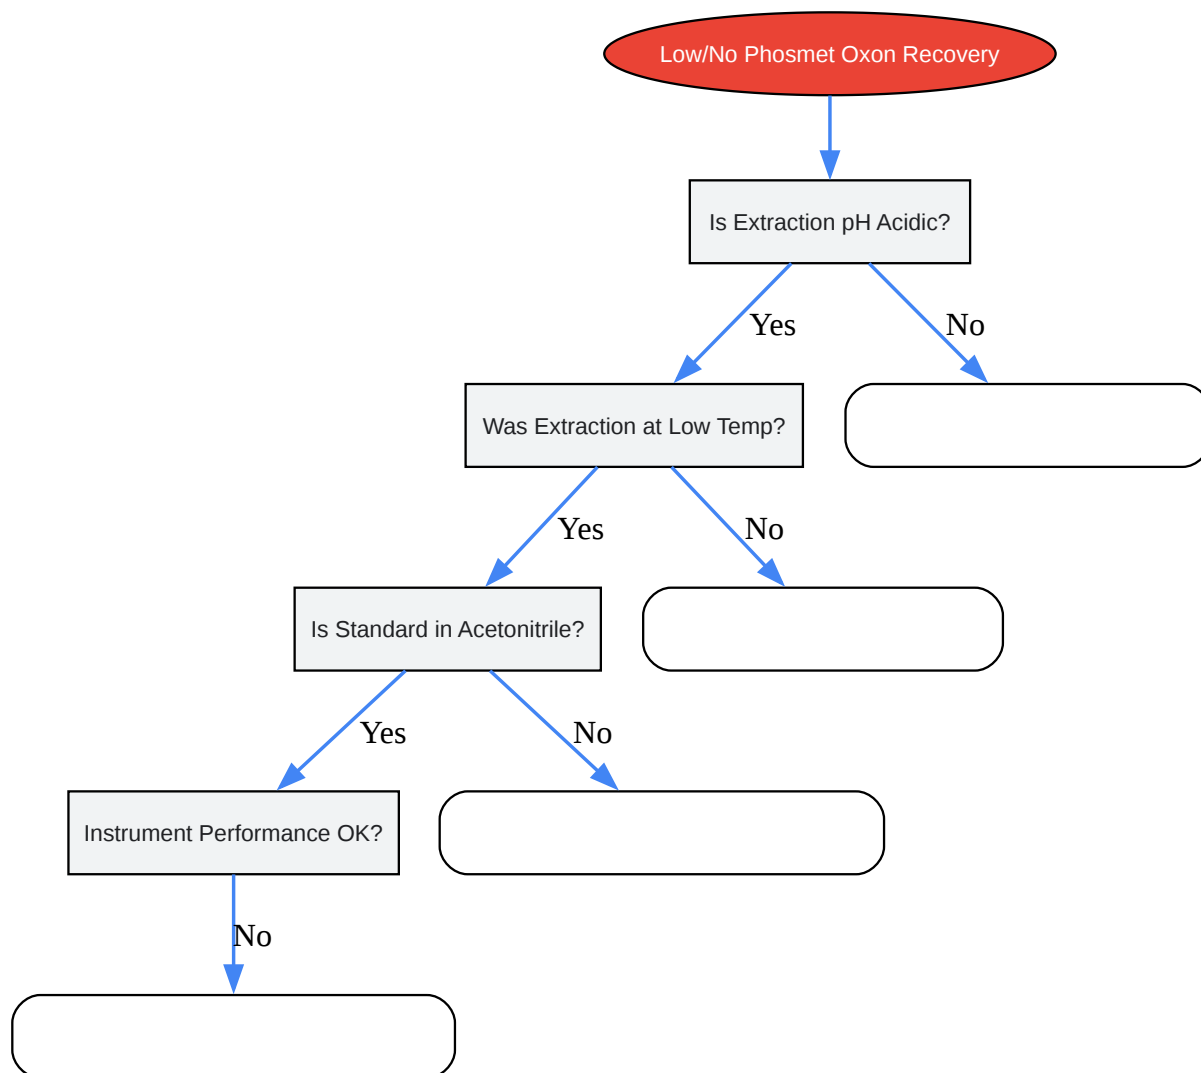 Low/No Phosmet Oxon Recovery
Is Extraction pH Acidic?
Yes
No
Was Extraction at Low Temp?
Yes
No
Is Standard in Acetonitrile?
Yes
No
Instrument Performance OK?
No